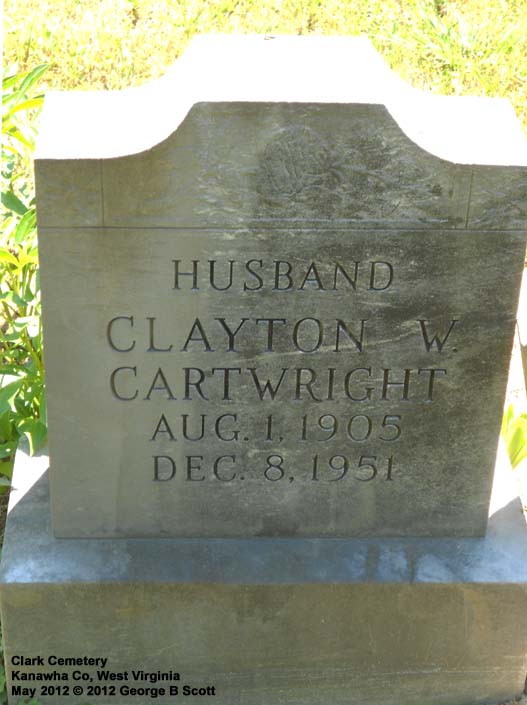 HUSBAND
CLAYTON W.
CARTWRIGHT
AUG. 1, 1905
DEC. 8, 1951
Clark Cemetery
Kanawha Co, West Virginia
May 2012 © 2012 George B Scott